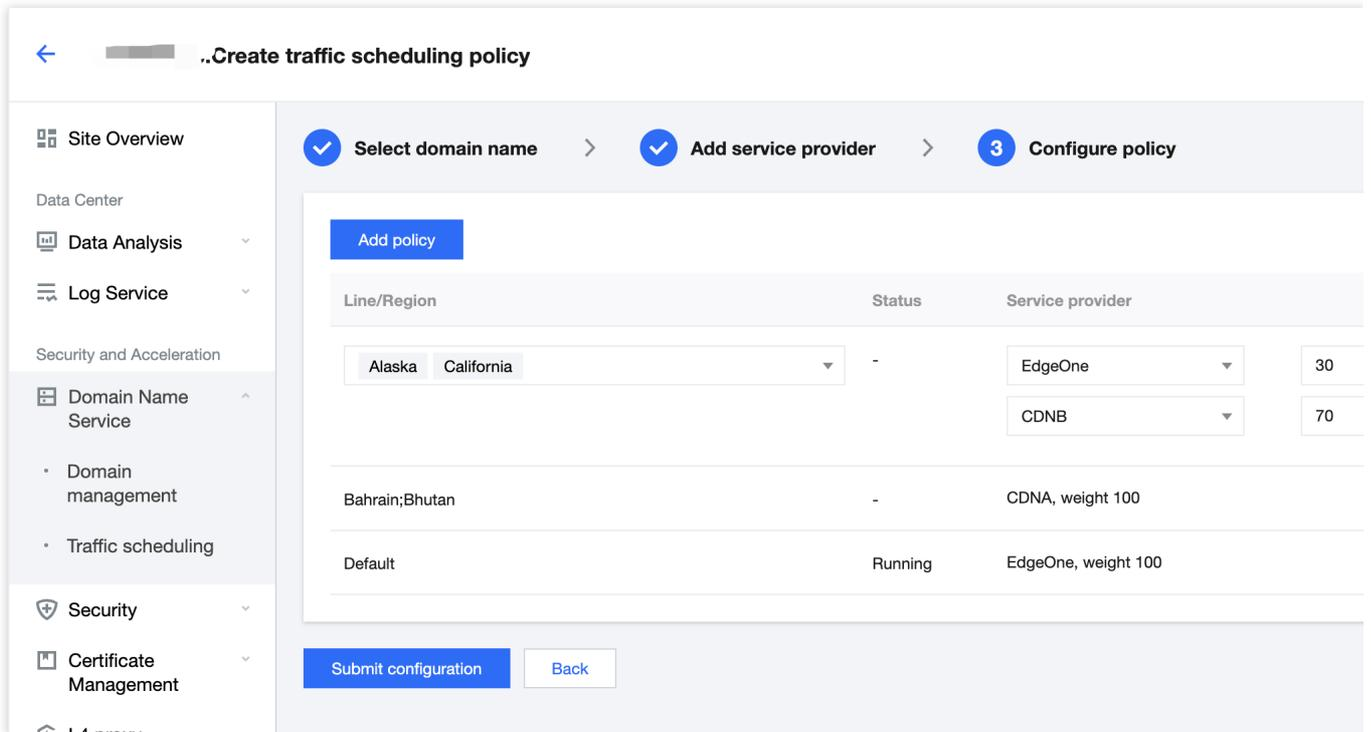 ..Create traffic scheduling policy
Site Overview
Data Center
Data Analysis
Log Service
Security and Acceleration
Domain Name
Service
Domain
management
Traffic scheduling
Security
Certificate
Management
Select domain name
Add service provider
3 Configure policy
Add policy
Line/Region Status Service provider
Alaska California - EdgeOne 30
CDNB 70
Bahrain;Bhutan - CDNA, weight 100
Default Running EdgeOne, weight 100
Submit configuration Back